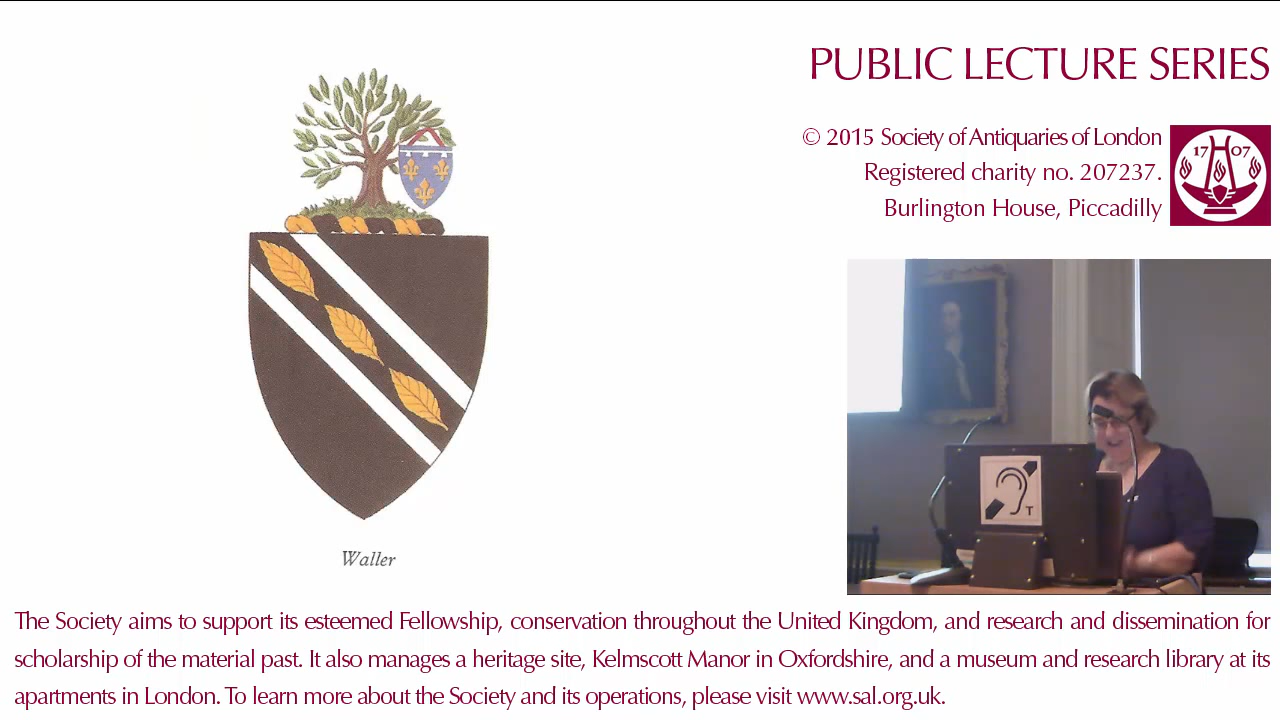 PUBLIC LECTURE SERIES
© 2015 Society of Antiquaries of London
Registered charity no. 207237.
Burlington House, Piccadilly
17 07
T
Waller
The Society aims to support its esteemed Fellowship, conservation throughout the United Kingdom, and research and dissemination for
scholarship of the material past. It also manages a heritage site, Kelmscott Manor in Oxfordshire, and a museum and research library at its
apartments in London. To learn more about the Society and its operations, please visit www.sal.org.uk.